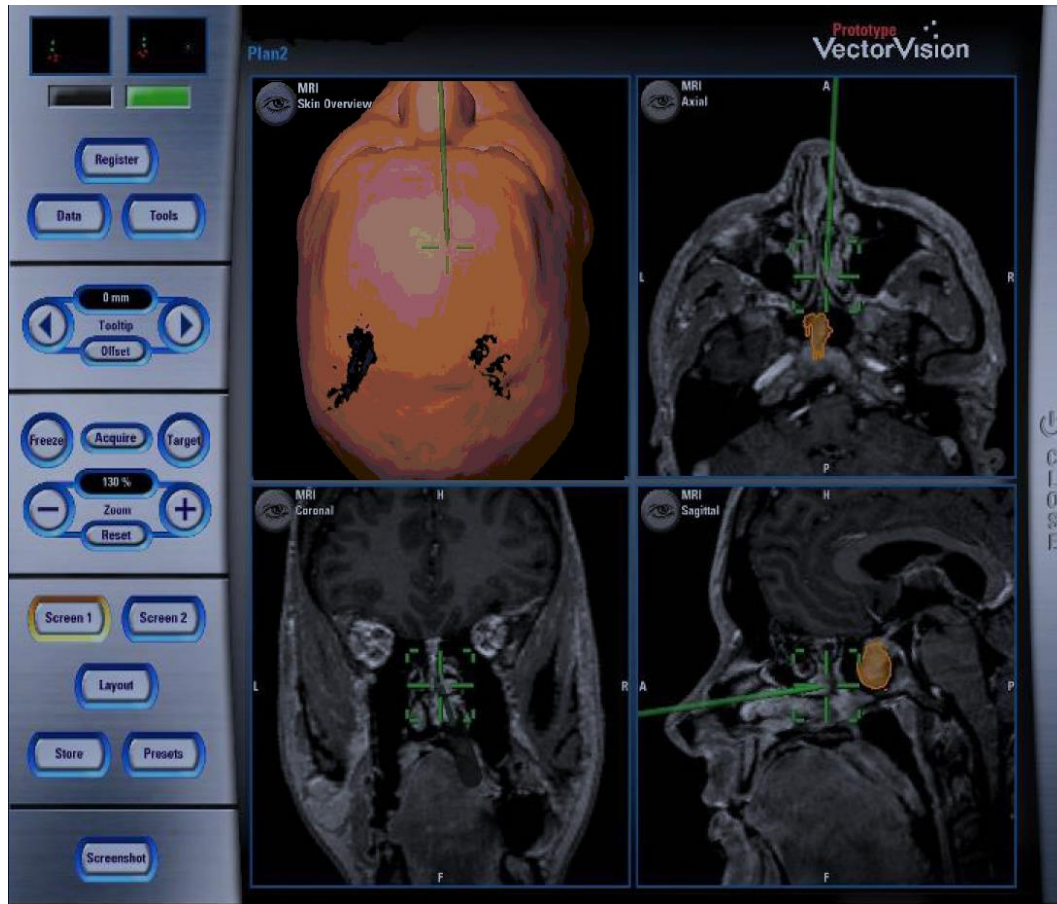 Plan2
Prototype
VectorVision
Register
Data
Tools
0 mm
Tooltip
Offset
Freeze
Acquire
Target
130 %
Zoom
Reset
Screen 1
Screen 2
Layout
Store
Presets
Screenshot
MRI
Skin Overview
MRI
Axial
A
L
R
P
MRI
Coronal
H
L
R
F
MRI
Sagittal
H
A
P
F
CLOSE